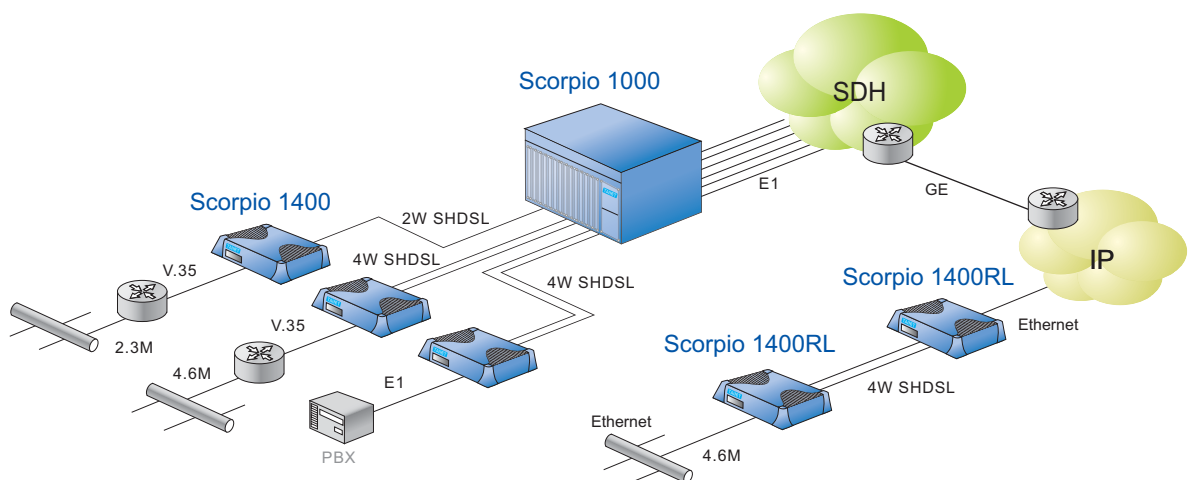 Scorpio 1000
SDH
E1
GE
IP
Scorpio 1400
2W SHDSL
V.35
4W SHDSL
4W SHDSL
2.3M
V.35
4.6M
E1
PBX
Scorpio 1400RL
Ethernet
Scorpio 1400RL
4W SHDSL
Ethernet
4.6M